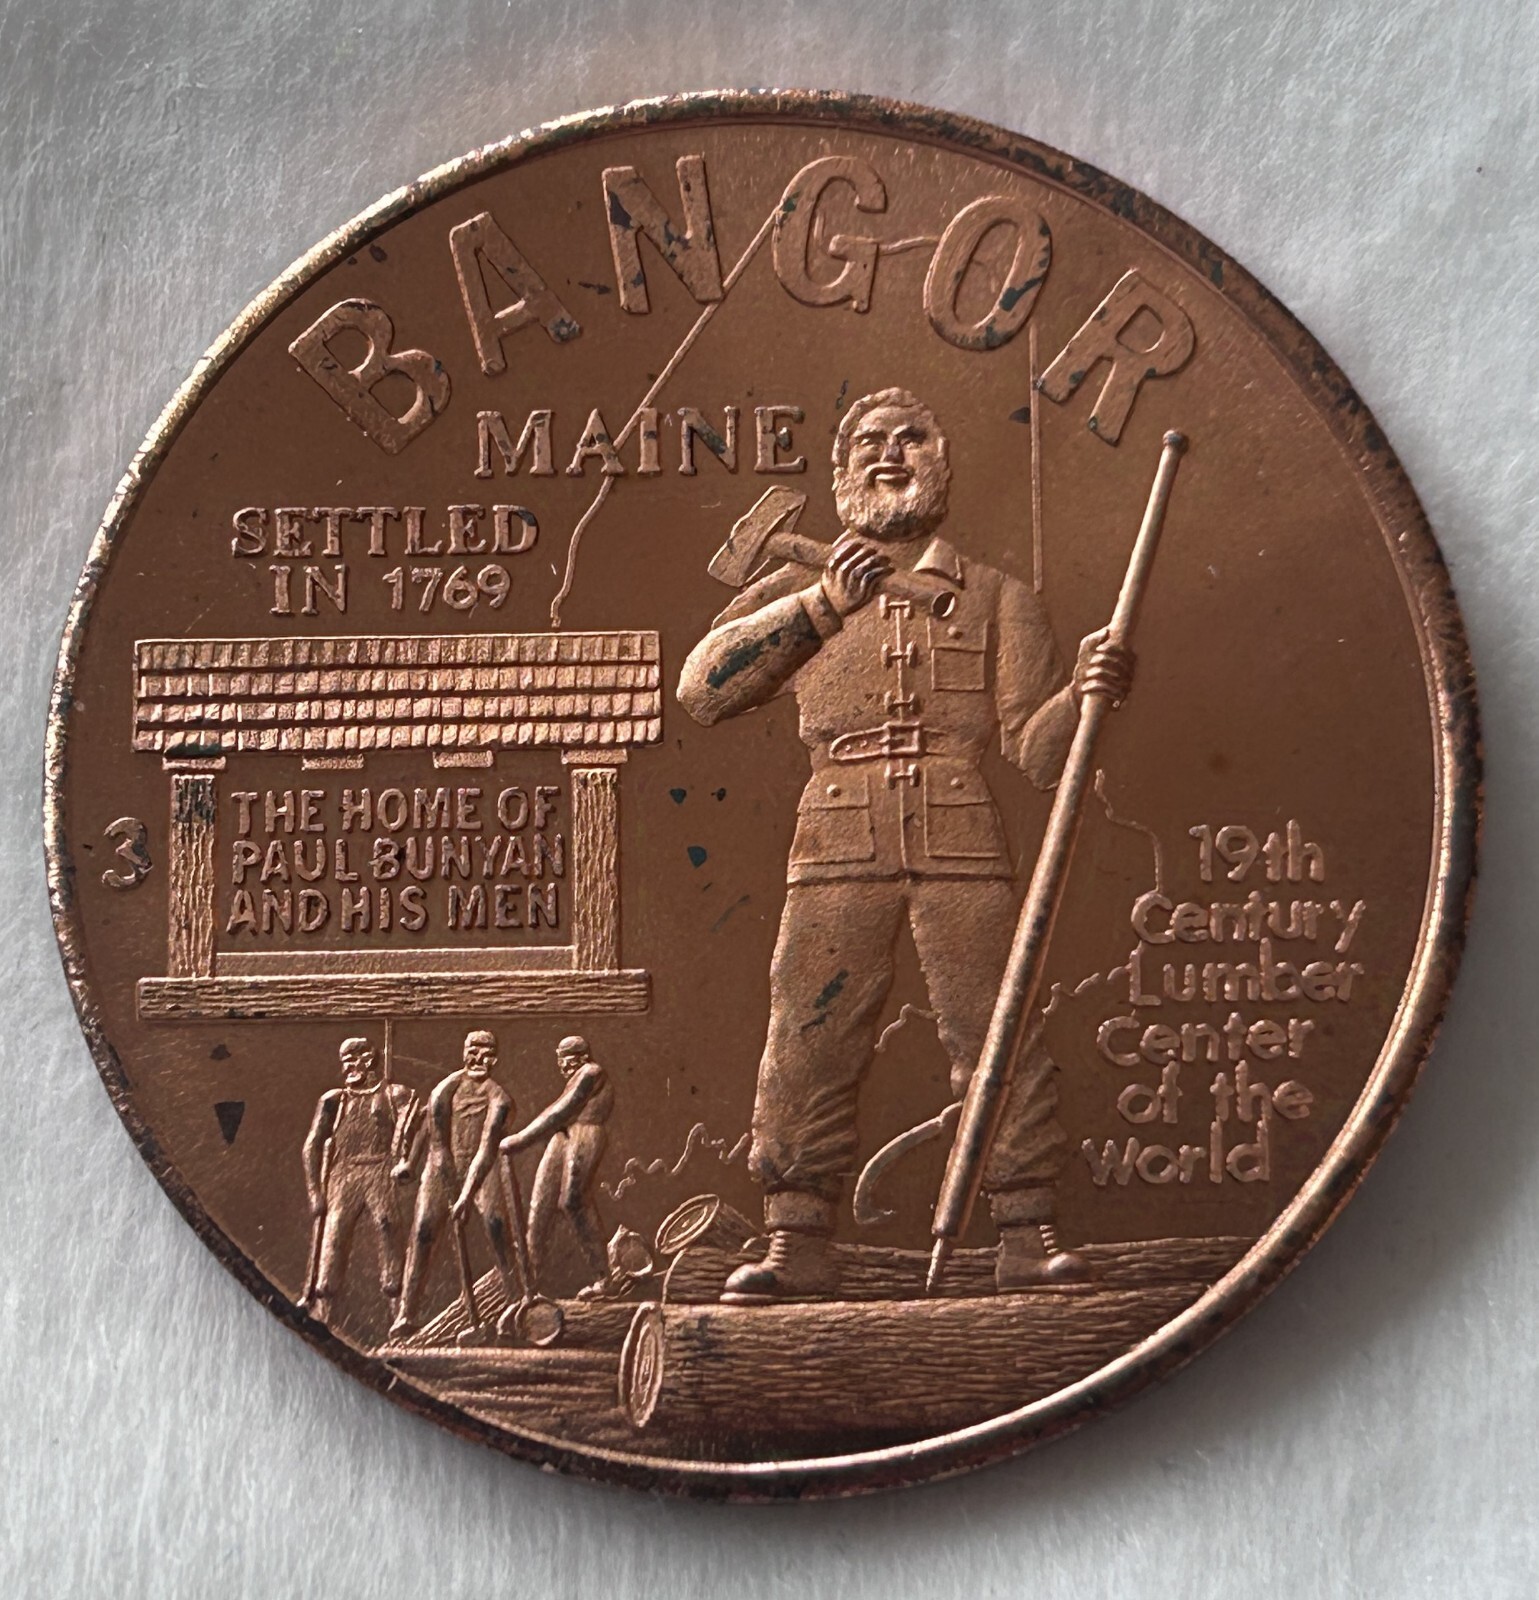 BANGOR
MAINE
SETTLED
IN 1769
3
THE HOME OF
PAUL BUNYAN
AND HIS MEN
19th
Century
Lumber
Center
of the
World